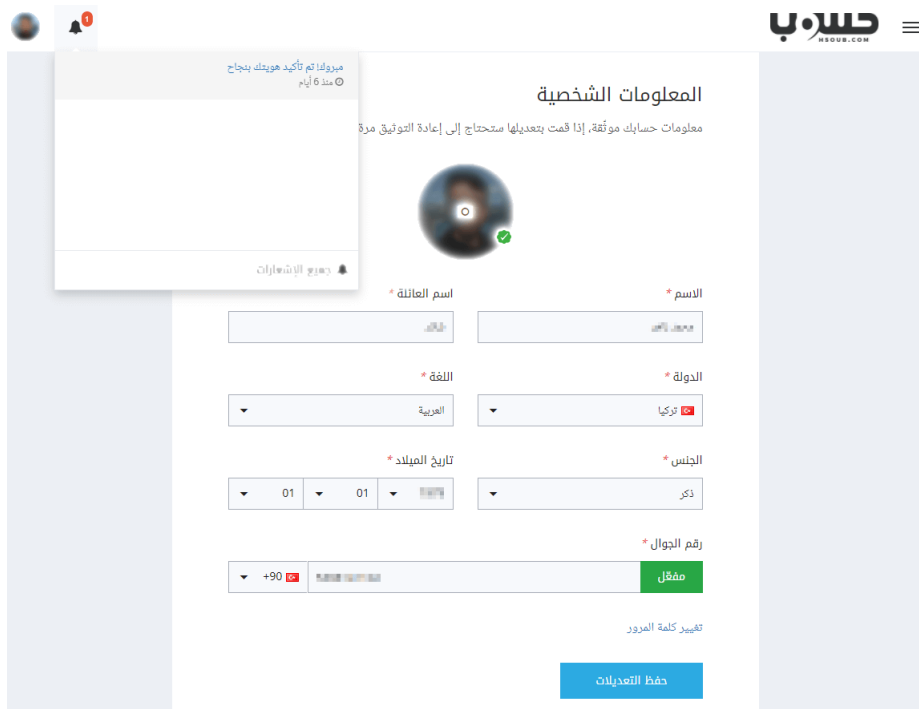 1
حسوب
HSOUB.COM
مبروك! تم تأكيد هويتك بنجاح
منذ 6 أيام
جميع الإشعارات
المعلومات الشخصية
معلومات حسابك موثّقة، إذا قمت بتعديلها ستحتاج إلى إعادة التوثيق مرة
الاسم *
اسم العائلة *
الدولة *
اللغة *
تركيا
العربية
الجنس *
تاريخ الميلاد *
ذكر
01
01
رقم الجوال *
مفعّل
+90
تغيير كلمة المرور
حفظ التعديلات